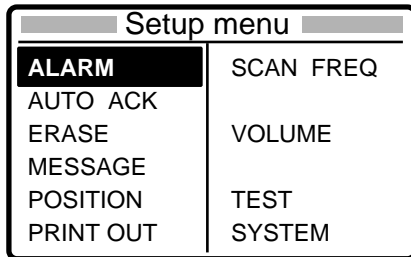 Setup menu
ALARM
AUTO ACK
ERASE
MESSAGE
POSITION
PRINT OUT
SCAN FREQ
VOLUME
TEST
SYSTEM